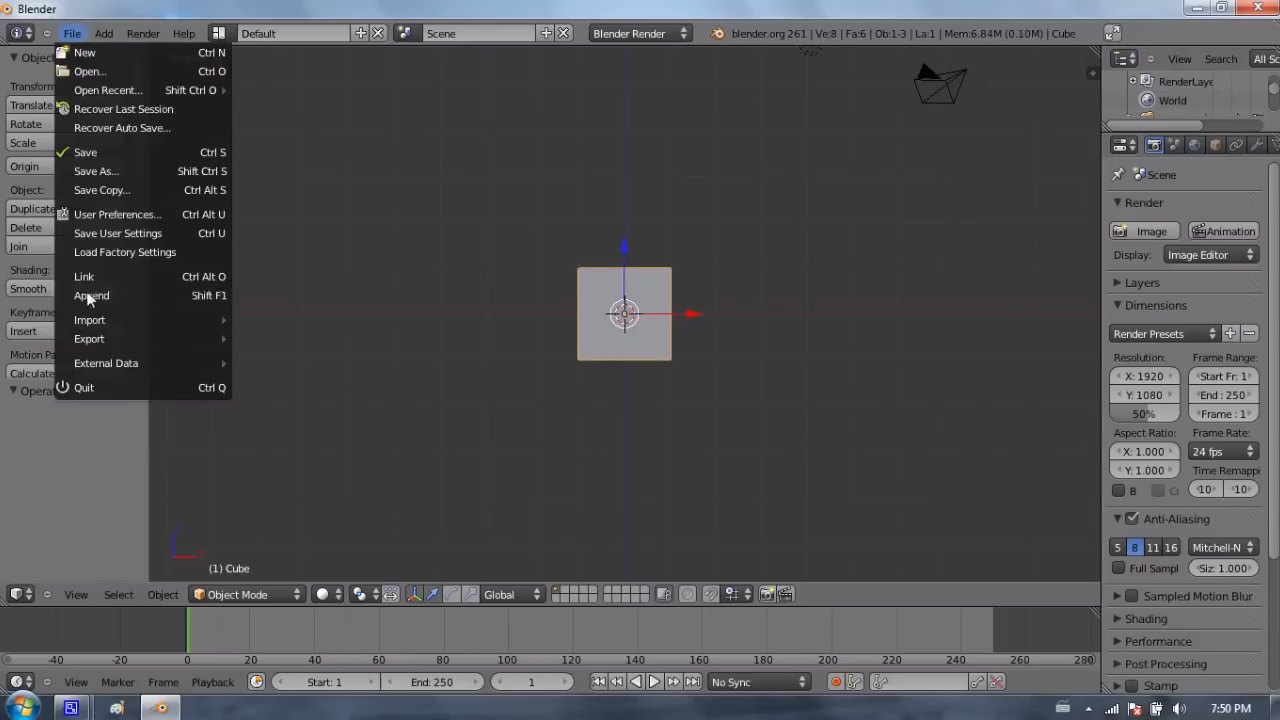 Blender
File Add Render Help Default Scene Blender Render blender.org 261 | Ve:8 | Fa:6 | Ob:1-3 | La:1 | Mem:6.84M (0.10M) | Cube
New Ctrl N
Open... Ctrl O
Open Recent... Shift Ctrl O
Recover Last Session
Recover Auto Save...
Save Ctrl S
Save As... Shift Ctrl S
Save Copy... Ctrl Alt S
User Preferences... Ctrl Alt U
Save User Settings Ctrl U
Load Factory Settings
Link Ctrl Alt O
Append Shift F1
Import
Export
External Data
Quit Ctrl Q
Objec
Transform
Translate
Rotate
Scale
Origin
Object:
Duplicate
Delete
Join
Shading:
Smooth
Keyframe
Insert
Motion Pa
Calculate
Operat
(1) Cube
View Search All Sc
RenderLaye
World
Scene
Render
Image Animation
Display: Image Editor
Layers
Dimensions
Render Presets
Resolution: Frame Range:
X: 1920 Start Fr: 1
Y: 1080 End : 250
50% Frame : 1
Aspect Ratio: Frame Rate:
X: 1.000 24 fps
Y: 1.000 Time Remappi
B Cr 10 10
Anti-Aliasing
5 8 11 16 Mitchell-N
Full Sampl Siz: 1.000
Sampled Motion Blur
Shading
Performance
Post Processing
Stamp
View Select Object Object Mode Global
-40 -20 0 20 40 60 80 100 120 140 160 180 200 220 240 260 280
View Marker Frame Playback Start: 1 End: 250 1 No Sync
7:50 PM